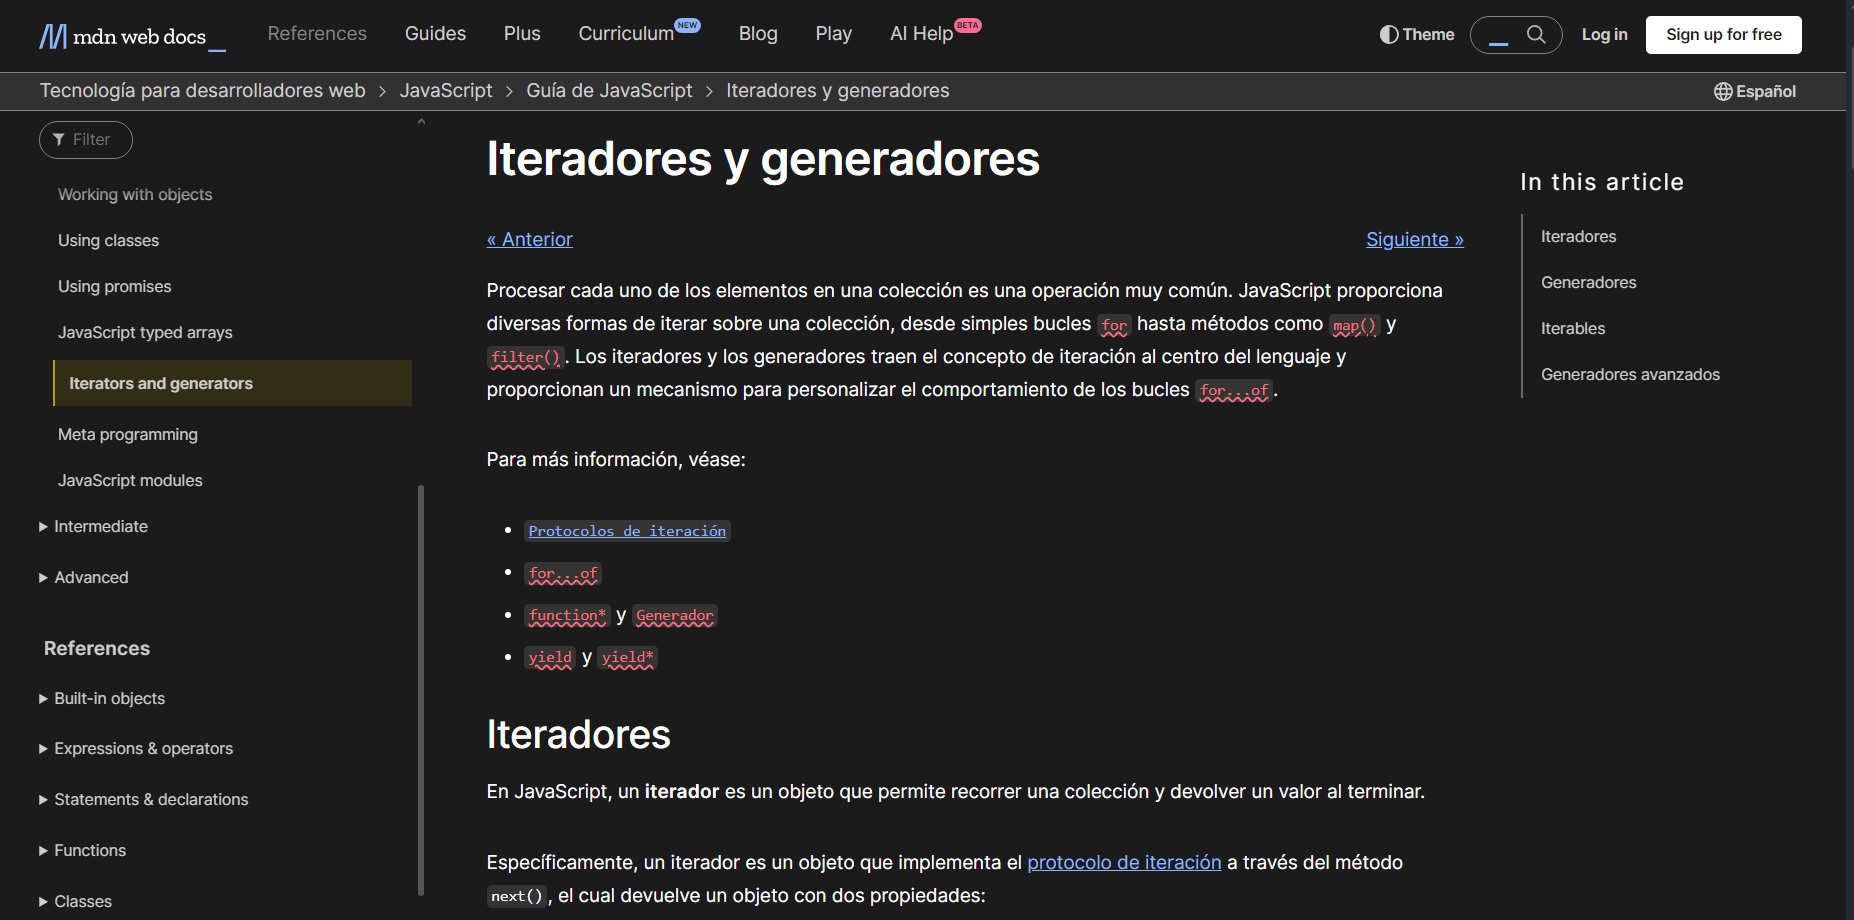 mdn web docs_
References
Guides
Plus
Curriculum NEW
Blog
Play
AI Help BETA
Theme
Log in
Sign up for free
Tecnología para desarrolladores web > JavaScript > Guía de JavaScript > Iteradores y generadores
Español
Filter
Working with objects
Using classes
Using promises
JavaScript typed arrays
Iterators and generators
Meta programming
JavaScript modules
Intermediate
Advanced
References
Built-in objects
Expressions & operators
Statements & declarations
Functions
Classes
Iteradores y generadores
« Anterior
Siguiente »
Procesar cada uno de los elementos en una colección es una operación muy común. JavaScript proporciona
diversas formas de iterar sobre una colección, desde simples bucles for hasta métodos como map() y
filter(). Los iteradores y los generadores traen el concepto de iteración al centro del lenguaje y
proporcionan un mecanismo para personalizar el comportamiento de los bucles for...of.
Para más información, véase:
• Protocolos de iteración
• for...of
• function* y Generador
• yield y yield*
Iteradores
En JavaScript, un iterador es un objeto que permite recorrer una colección y devolver un valor al terminar.
Específicamente, un iterador es un objeto que implementa el protocolo de iteración a través del método
next(), el cual devuelve un objeto con dos propiedades:
In this article
Iteradores
Generadores
Iterables
Generadores avanzados